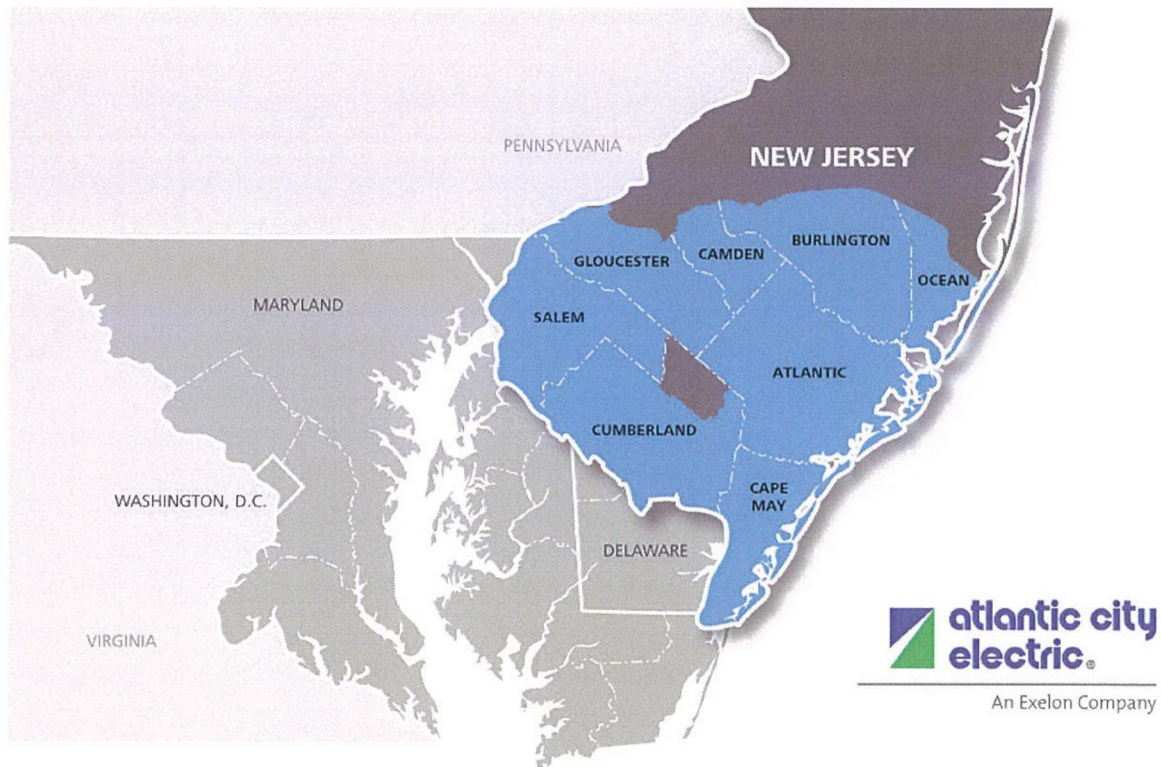 PENNSYLVANIA
NEW JERSEY
BURLINGTON
CAMDEN
GLOUCESTER
OCEAN
MARYLAND
SALEM
ATLANTIC
CUMBERLAND
CAPE
MAY
WASHINGTON, D.C.
DELAWARE
VIRGINIA
atlantic city
electric®
An Exelon Company